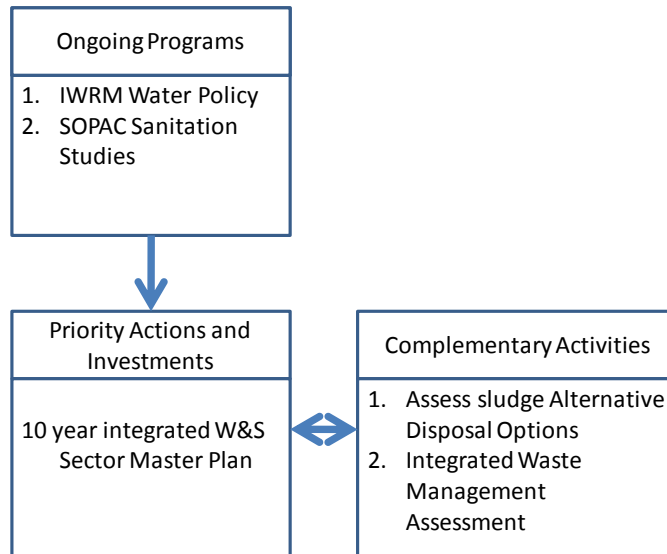 Ongoing Programs
1. IWRM Water Policy
2. SOPAC Sanitation
Studies
Priority Actions and
Investments
10 year integrated W&S
Sector Master Plan
Complementary Activities
1. Assess sludge Alternative
Disposal Options
2. Integrated Waste
Management
Assessment